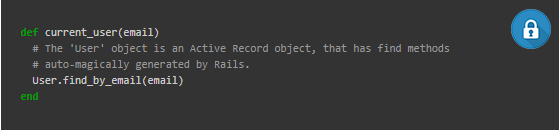 def current_user(email)
# The 'User' object is an Active Record object, that has find methods
# auto-magically generated by Rails.
User.find_by_email(email)
end